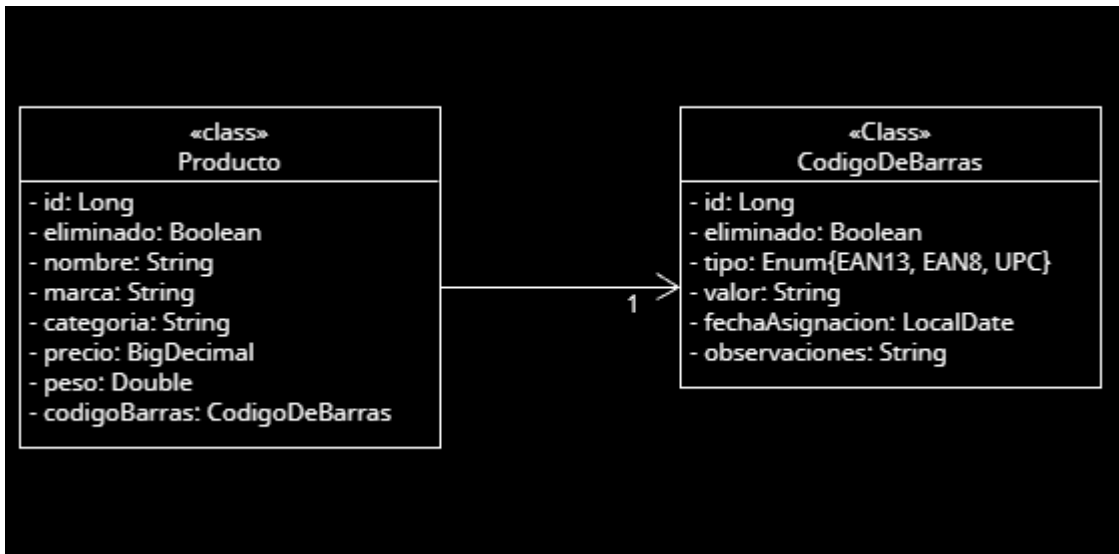 «class»
Producto
- id: Long
- eliminado: Boolean
- nombre: String
- marca: String
- categoria: String
- precio: BigDecimal
- peso: Double
- codigoBarras: CodigoDeBarras
1
«Class»
CodigoDeBarras
- id: Long
- eliminado: Boolean
- tipo: Enum{EAN13, EAN8, UPC}
- valor: String
- fechaAsignacion: LocalDate
- observaciones: String